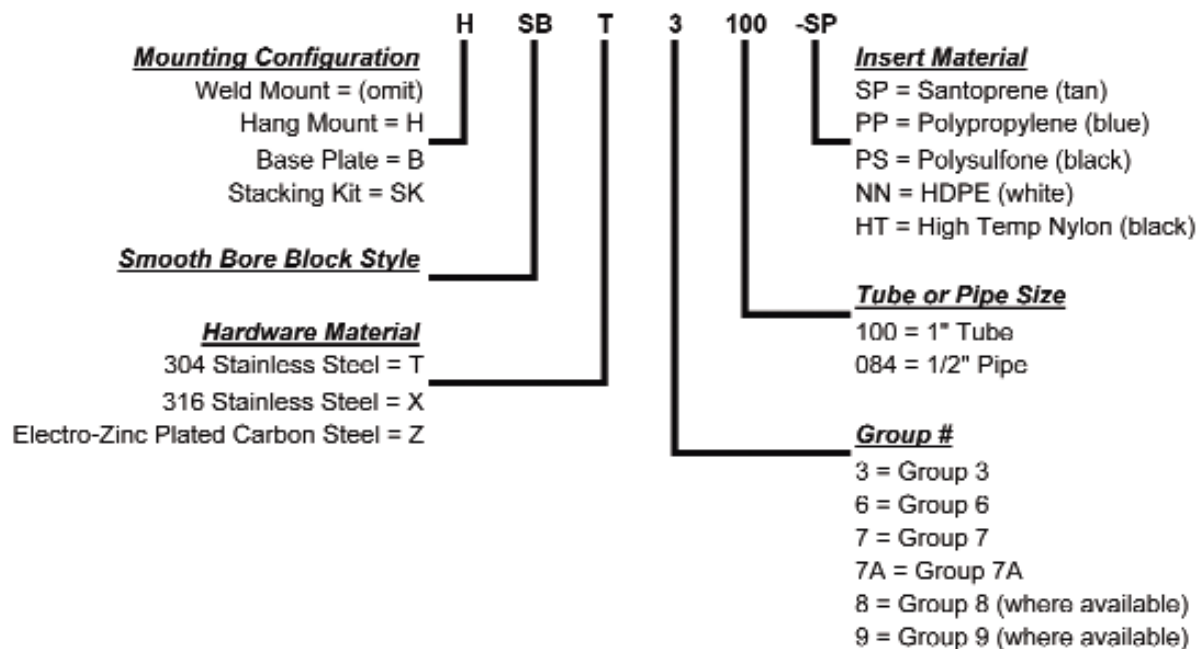 H SB T 3 100 -SP
Mounting Configuration
Weld Mount = (omit)
Hang Mount = H
Base Plate = B
Stacking Kit = SK
Smooth Bore Block Style
Hardware Material
304 Stainless Steel = T
316 Stainless Steel = X
Electro-Zinc Plated Carbon Steel = Z
Insert Material
SP = Santoprene (tan)
PP = Polypropylene (blue)
PS = Polysulfone (black)
NN = HDPE (white)
HT = High Temp Nylon (black)
Tube or Pipe Size
100 = 1" Tube
084 = 1/2" Pipe
Group #
3 = Group 3
6 = Group 6
7 = Group 7
7A = Group 7A
8 = Group 8 (where available)
9 = Group 9 (where available)